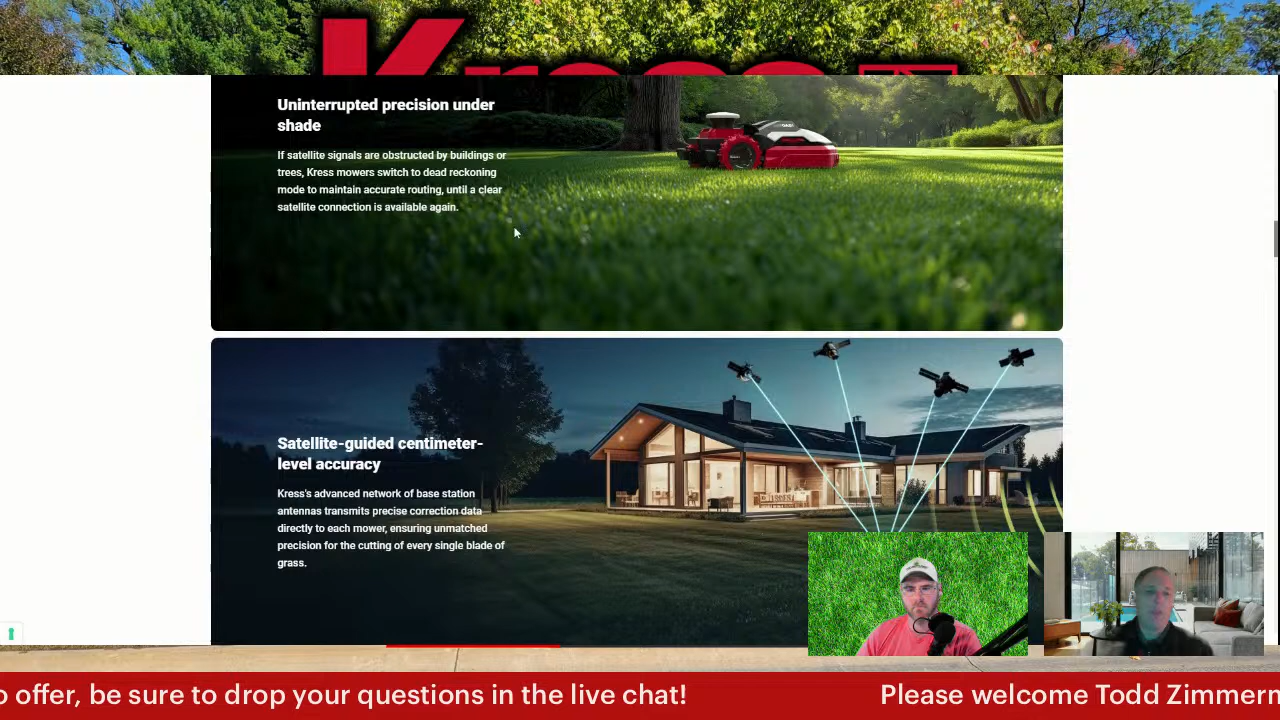 Kress
Uninterrupted precision under
shade
If satellite signals are obstructed by buildings or
trees, Kress mowers switch to dead reckoning
mode to maintain accurate routing, until a clear
satellite connection is available again.
Satellite-guided centimeter-
level accuracy
Kress's advanced network of base station
antennas transmits precise correction data
directly to each mower, ensuring unmatched
precision for the cutting of every single blade of
grass.
o offer, be sure to drop your questions in the live chat!
Please welcome Todd Zimmerm